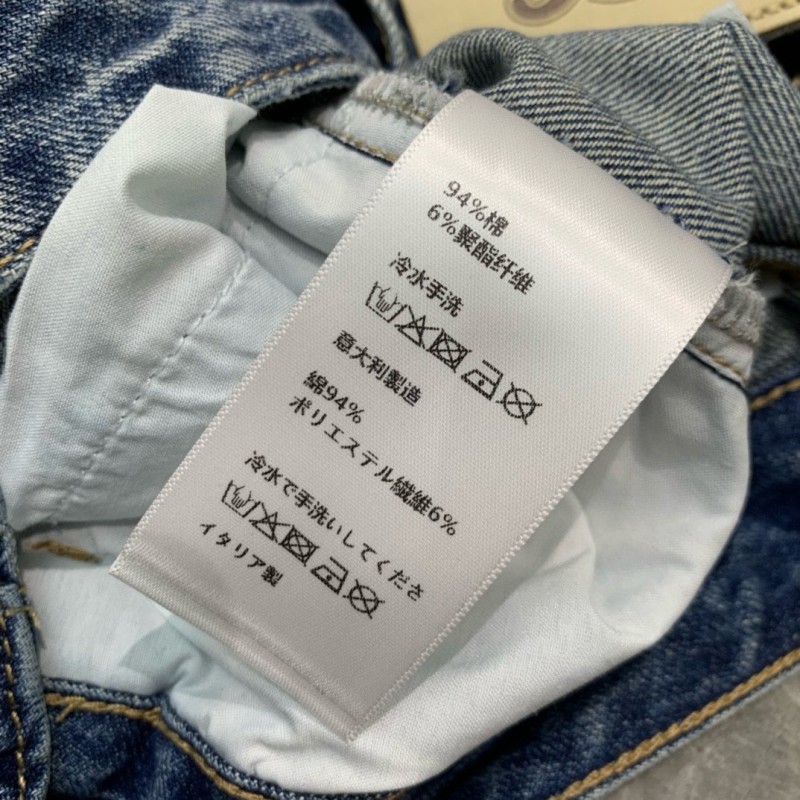 94%棉
6%聚酯纤维
冷水手洗
意大利製造
綿94%
ポリエステル繊維6%
冷水で手洗いしてくださ
イタリア製